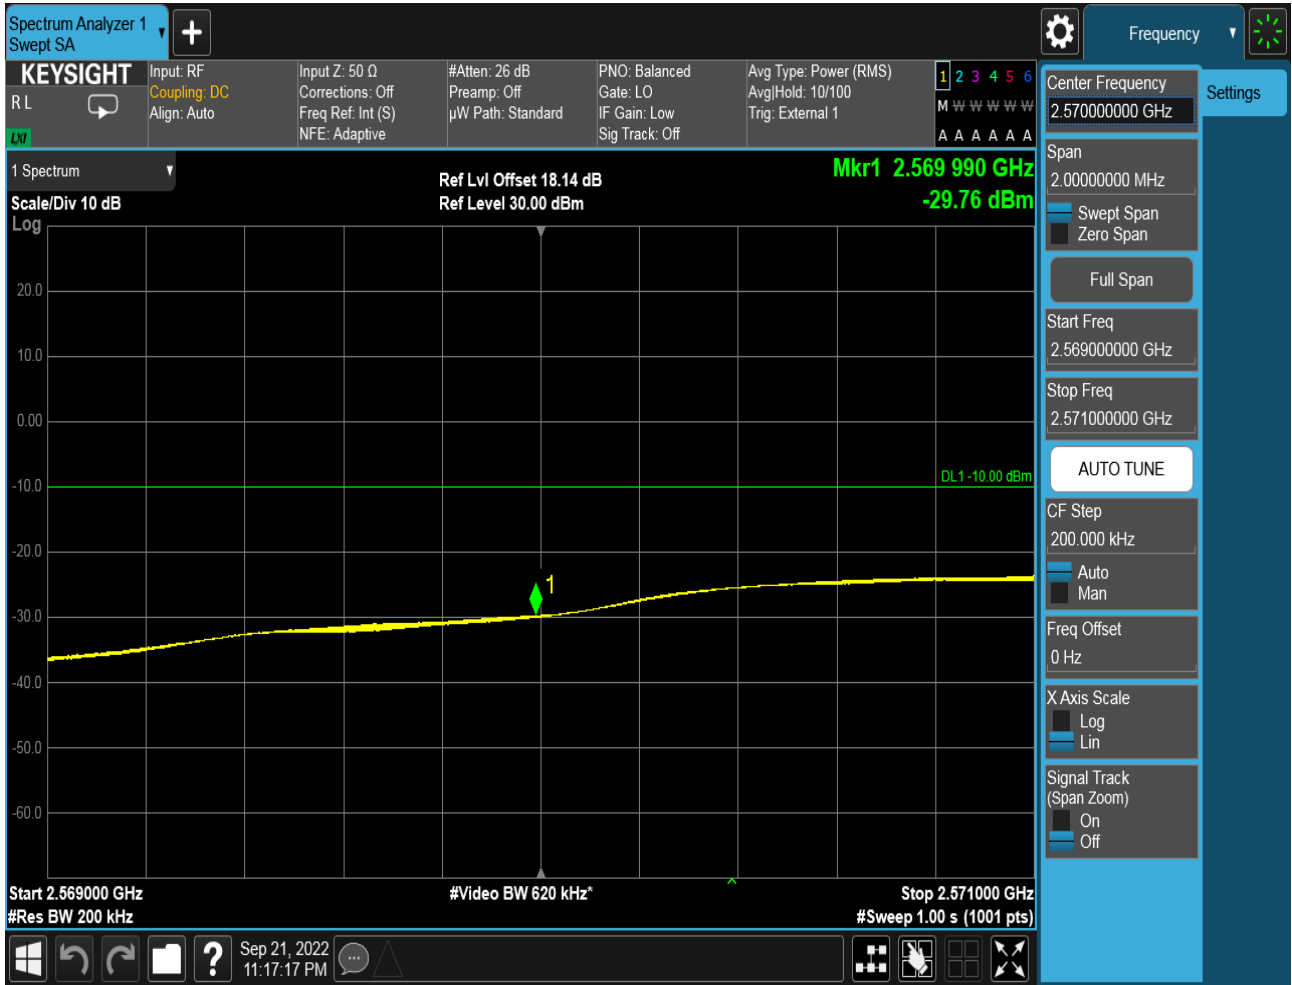 Spectrum Analyzer 1
Swept SA
Frequency
KEYSIGHT
R L
LXI
Input: RF
Coupling: DC
Align: Auto
Input Z: 50 Ω
Corrections: Off
Freq Ref: Int (S)
NFE: Adaptive
#Atten: 26 dB
Preamp: Off
µW Path: Standard
PNO: Balanced
Gate: LO
IF Gain: Low
Sig Track: Off
Avg Type: Power (RMS)
Avg|Hold: 10/100
Trig: External 1
1 2 3 4 5 6
M W W W W W
A A A A A A
1 Spectrum
Scale/Div 10 dB
Log
Ref Lvl Offset 18.14 dB
Ref Level 30.00 dBm
Mkr1 2.569 990 GHz
-29.76 dBm
20.0
10.0
0.00
-10.0
-20.0
-30.0
-40.0
-50.0
-60.0
DL1 -10.00 dBm
1
Start 2.569000 GHz
#Video BW 620 kHz*
Stop 2.571000 GHz
#Res BW 200 kHz
#Sweep 1.00 s (1001 pts)
Sep 21, 2022
11:17:17 PM
Center Frequency
2.570000000 GHz
Settings
Span
2.00000000 MHz
Swept Span
Zero Span
Full Span
Start Freq
2.569000000 GHz
Stop Freq
2.571000000 GHz
AUTO TUNE
CF Step
200.000 kHz
Auto
Man
Freq Offset
0 Hz
X Axis Scale
Log
Lin
Signal Track
(Span Zoom)
On
Off